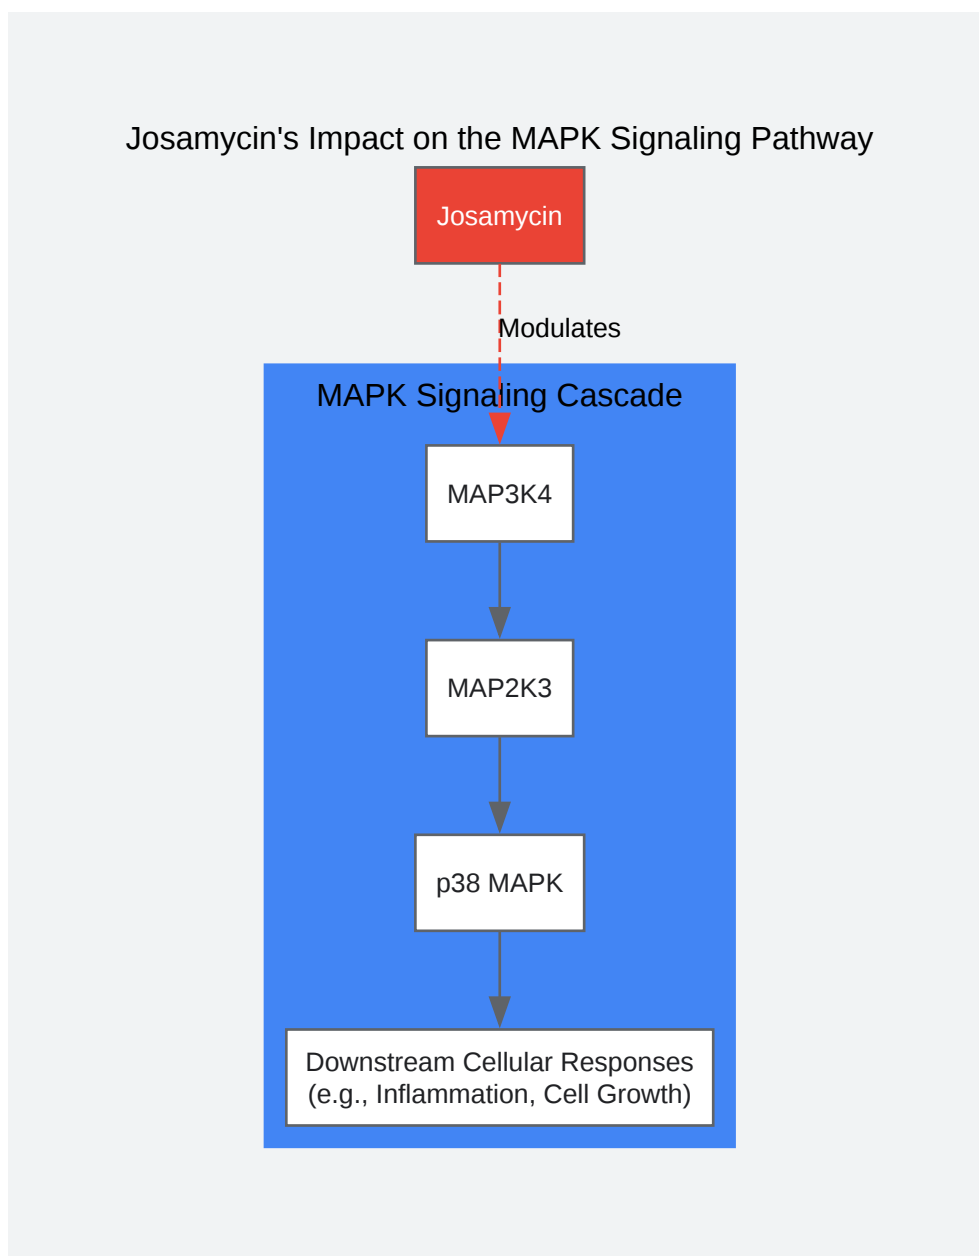 Josamycin's Impact on the MAPK Signaling Pathway
Josamycin
Modulates
MAPK Signaling Cascade
MAP3K4
MAP2K3
p38 MAPK
Downstream Cellular Responses
(e.g., Inflammation, Cell Growth)